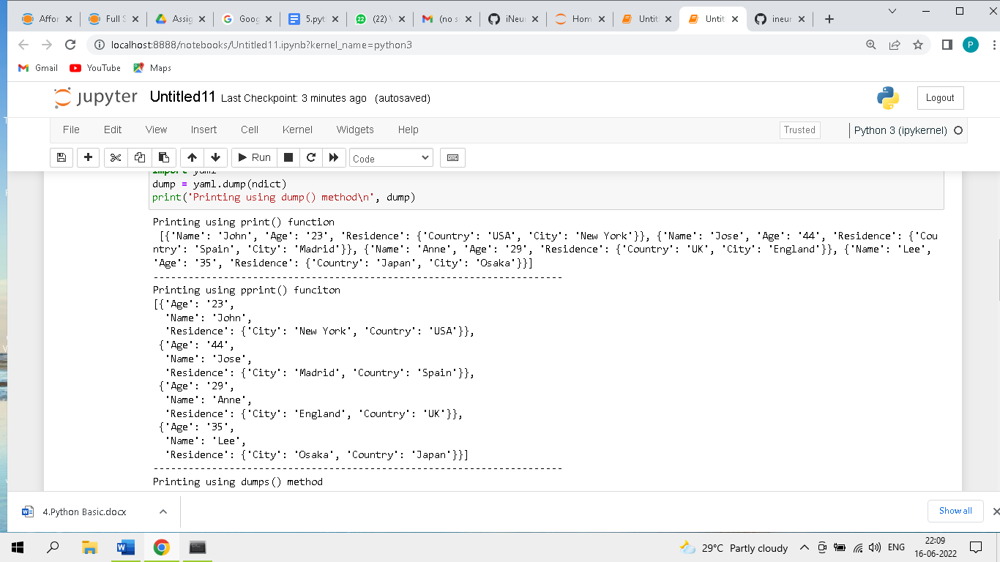 Affor
Full S
Assig
Goog
5.pyt
(22) \
(no s
iNeur
Hom
Untit
Untit
ineur
localhost:8888/notebooks/Untitled11.ipynb?kernel_name=python3
P
Gmail
YouTube
Maps
jupyter Untitled11 Last Checkpoint: 3 minutes ago (autosaved)
Logout
File Edit View Insert Cell Kernel Widgets Help
Trusted
Python 3 (ipykernel)
Run
Code
import yaml
dump = yaml.dump(ndict)
print('Printing using dump() method\n', dump)
Printing using print() function
[{'Name': 'John', 'Age': '23', 'Residence': {'Country': 'USA', 'City': 'New York'}}, {'Name': 'Jose', 'Age': '44', 'Residence': {'Cou
ntry': 'Spain', 'City': 'Madrid'}}, {'Name': 'Anne', 'Age': '29', 'Residence': {'Country': 'UK', 'City': 'England'}}, {'Name': 'Lee',
'Age': '35', 'Residence': {'Country': 'Japan', 'City': 'Osaka'}}]
----------------------------------------------------------------------
Printing using pprint() funciton
[{'Age': '23',
'Name': 'John',
'Residence': {'City': 'New York', 'Country': 'USA'}},
{'Age': '44',
'Name': 'Jose',
'Residence': {'City': 'Madrid', 'Country': 'Spain'}},
{'Age': '29',
'Name': 'Anne',
'Residence': {'City': 'England', 'Country': 'UK'}},
{'Age': '35',
'Name': 'Lee',
'Residence': {'City': 'Osaka', 'Country': 'Japan'}}]
----------------------------------------------------------------------
Printing using dumps() method
4.Python Basic.docx
Show all
29°C Partly cloudy
ENG
22:09
16-06-2022